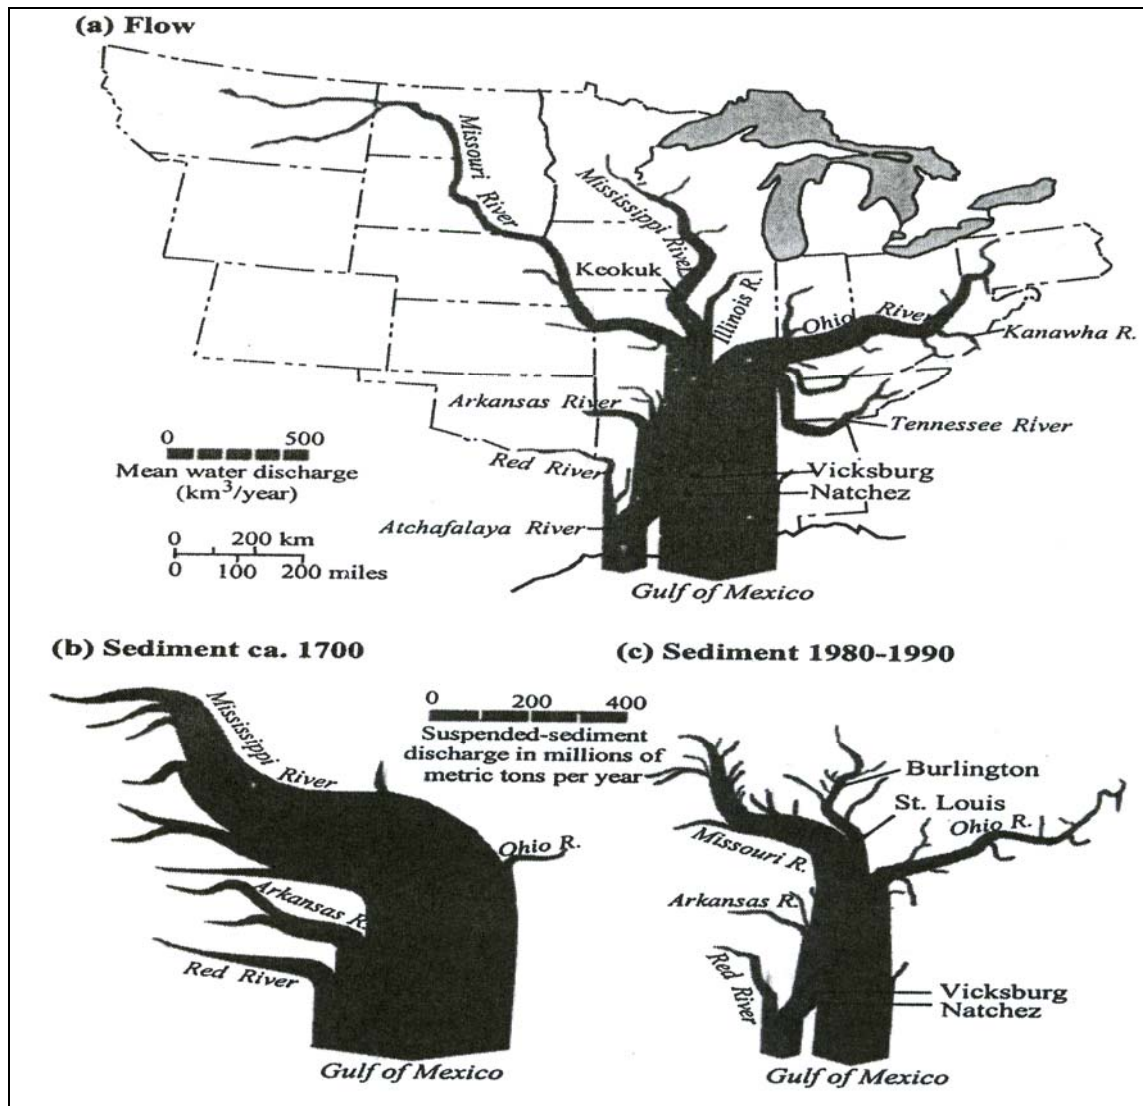 (a) Flow
Missouri
River
Mississippi River
Keokuk
Illinois R.
Ohio River
Kanawha R.
Arkansas River
Tennessee River
0 500
Mean water discharge
(km³/year)
Red River
Vicksburg
Natchez
Atchafalaya River
0 200 km
0 100 200 miles
Gulf of Mexico
(b) Sediment ca. 1700
(c) Sediment 1980-1990
Mississippi
River
0 200 400
Suspended-sediment
discharge in millions of
metric tons per year
Burlington
St. Louis
Ohio R.
Ohio R.
Missouri R.
Arkansas R.
Arkansas R.
Red River
Red River
Vicksburg
Natchez
Gulf of Mexico
Gulf of Mexico